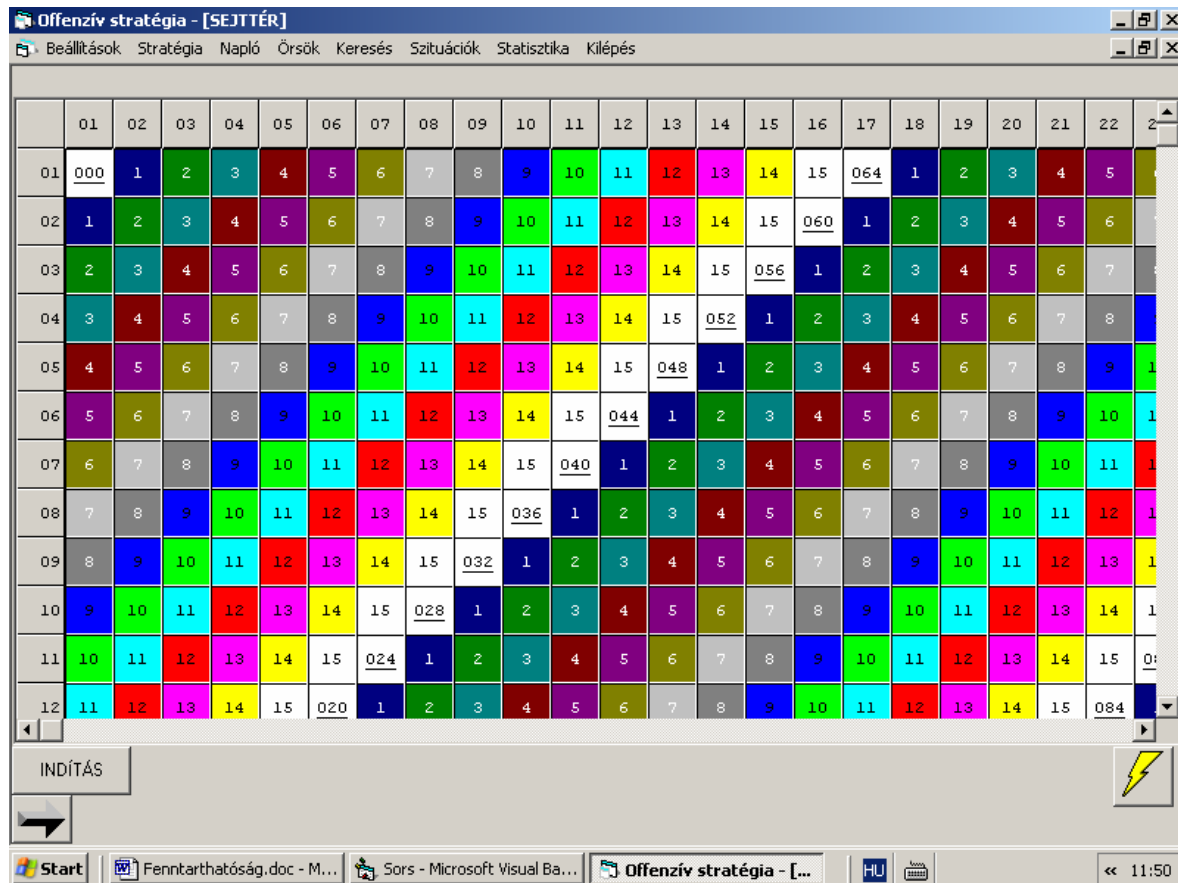 Offenzív stratégia - [SEJTTÉR]
Beállítások Stratégia Napló Örsök Keresés Szituációk Statisztika Kilépés
01 02 03 04 05 06 07 08 09 10 11 12 13 14 15 16 17 18 19 20 21 22
01 000 1 2 3 4 5 6 7 8 9 10 11 12 13 14 15 064 1 2 3 4 5
02 1 2 3 4 5 6 7 8 9 10 11 12 13 14 15 060 1 2 3 4 5 6
03 2 3 4 5 6 7 8 9 10 11 12 13 14 15 056 1 2 3 4 5 6 7
04 3 4 5 6 7 8 9 10 11 12 13 14 15 052 1 2 3 4 5 6 7 8
05 4 5 6 7 8 9 10 11 12 13 14 15 048 1 2 3 4 5 6 7 8 9
06 5 6 7 8 9 10 11 12 13 14 15 044 1 2 3 4 5 6 7 8 9 10
07 6 7 8 9 10 11 12 13 14 15 040 1 2 3 4 5 6 7 8 9 10 11
08 7 8 9 10 11 12 13 14 15 036 1 2 3 4 5 6 7 8 9 10 11 12
09 8 9 10 11 12 13 14 15 032 1 2 3 4 5 6 7 8 9 10 11 12 13
10 9 10 11 12 13 14 15 028 1 2 3 4 5 6 7 8 9 10 11 12 13 14
11 10 11 12 13 14 15 024 1 2 3 4 5 6 7 8 9 10 11 12 13 14 15
12 11 12 13 14 15 020 1 2 3 4 5 6 7 8 9 10 11 12 13 14 15 084
INDÍTÁS
Start Fenntarthatóság.doc - M... Sors - Microsoft Visual Ba... Offenzív stratégia - [... HU « 11:50